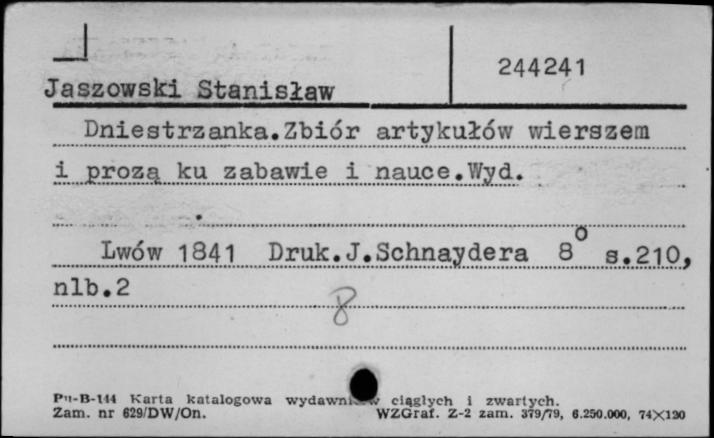 244241
Jaszowski Stanisław
Dniestrzanka.Zbiór artykułów wierszem
i prozą ku zabawie i nauce.Wyd.
Lwów 1841 Druk.J.Schnaydera 8o s.210,
nlb.2
8
Pu-B-144 Karta katalogowa ciągłych i zwartych.
Zam. nr 629/DW/On. WZGraf. Z-2 zam. 379/79, 6.250.000, 74X120